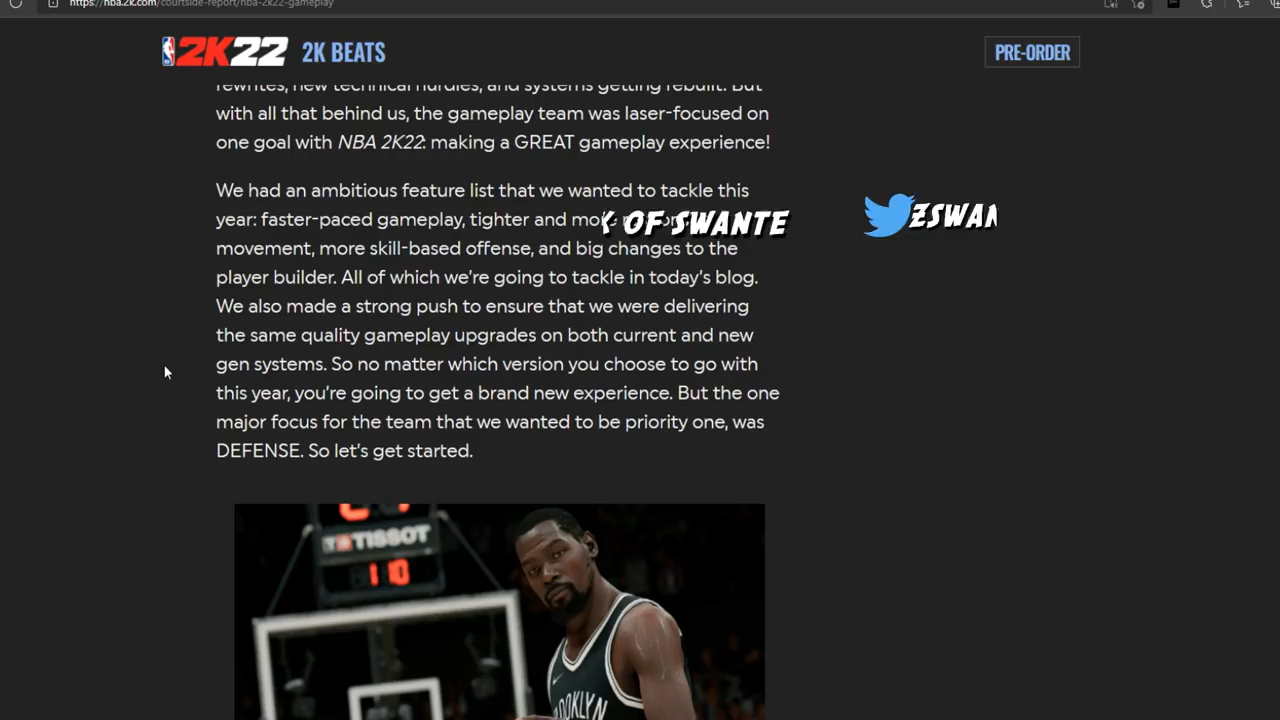 https://nba.2k.com/courtside-report/nba-2k22-gameplay
2K22 2K BEATS PRE-ORDER
rewrites, new technical hurdles, and systems getting rebuilt. But
with all that behind us, the gameplay team was laser-focused on
one goal with NBA 2K22: making a GREAT gameplay experience!
We had an ambitious feature list that we wanted to tackle this
year: faster-paced gameplay, tighter and
OF SWANTE
ZSWAN
movement, more skill-based offense, and big changes to the
player builder. All of which we're going to tackle in today's blog.
We also made a strong push to ensure that we were delivering
the same quality gameplay upgrades on both current and new
gen systems. So no matter which version you choose to go with
this year, you're going to get a brand new experience. But the one
major focus for the team that we wanted to be priority one, was
DEFENSE. So let's get started.
TISSOT
10
BROOKLYN